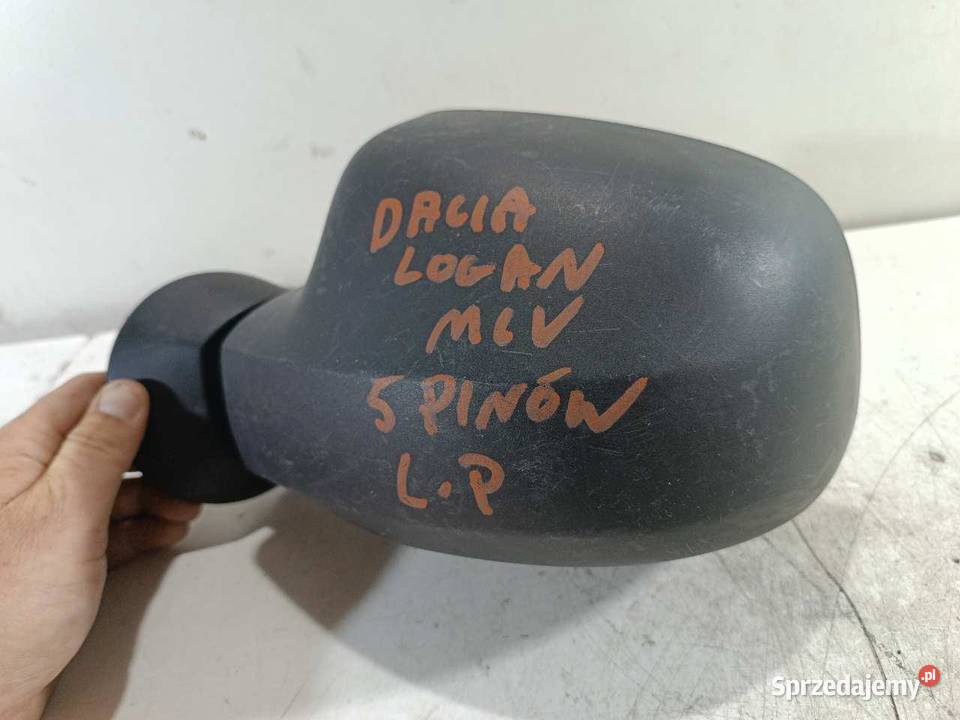 DACIA
LOGAN
MCV
5 PINÓW
L.P
Sprzedajemy.pl